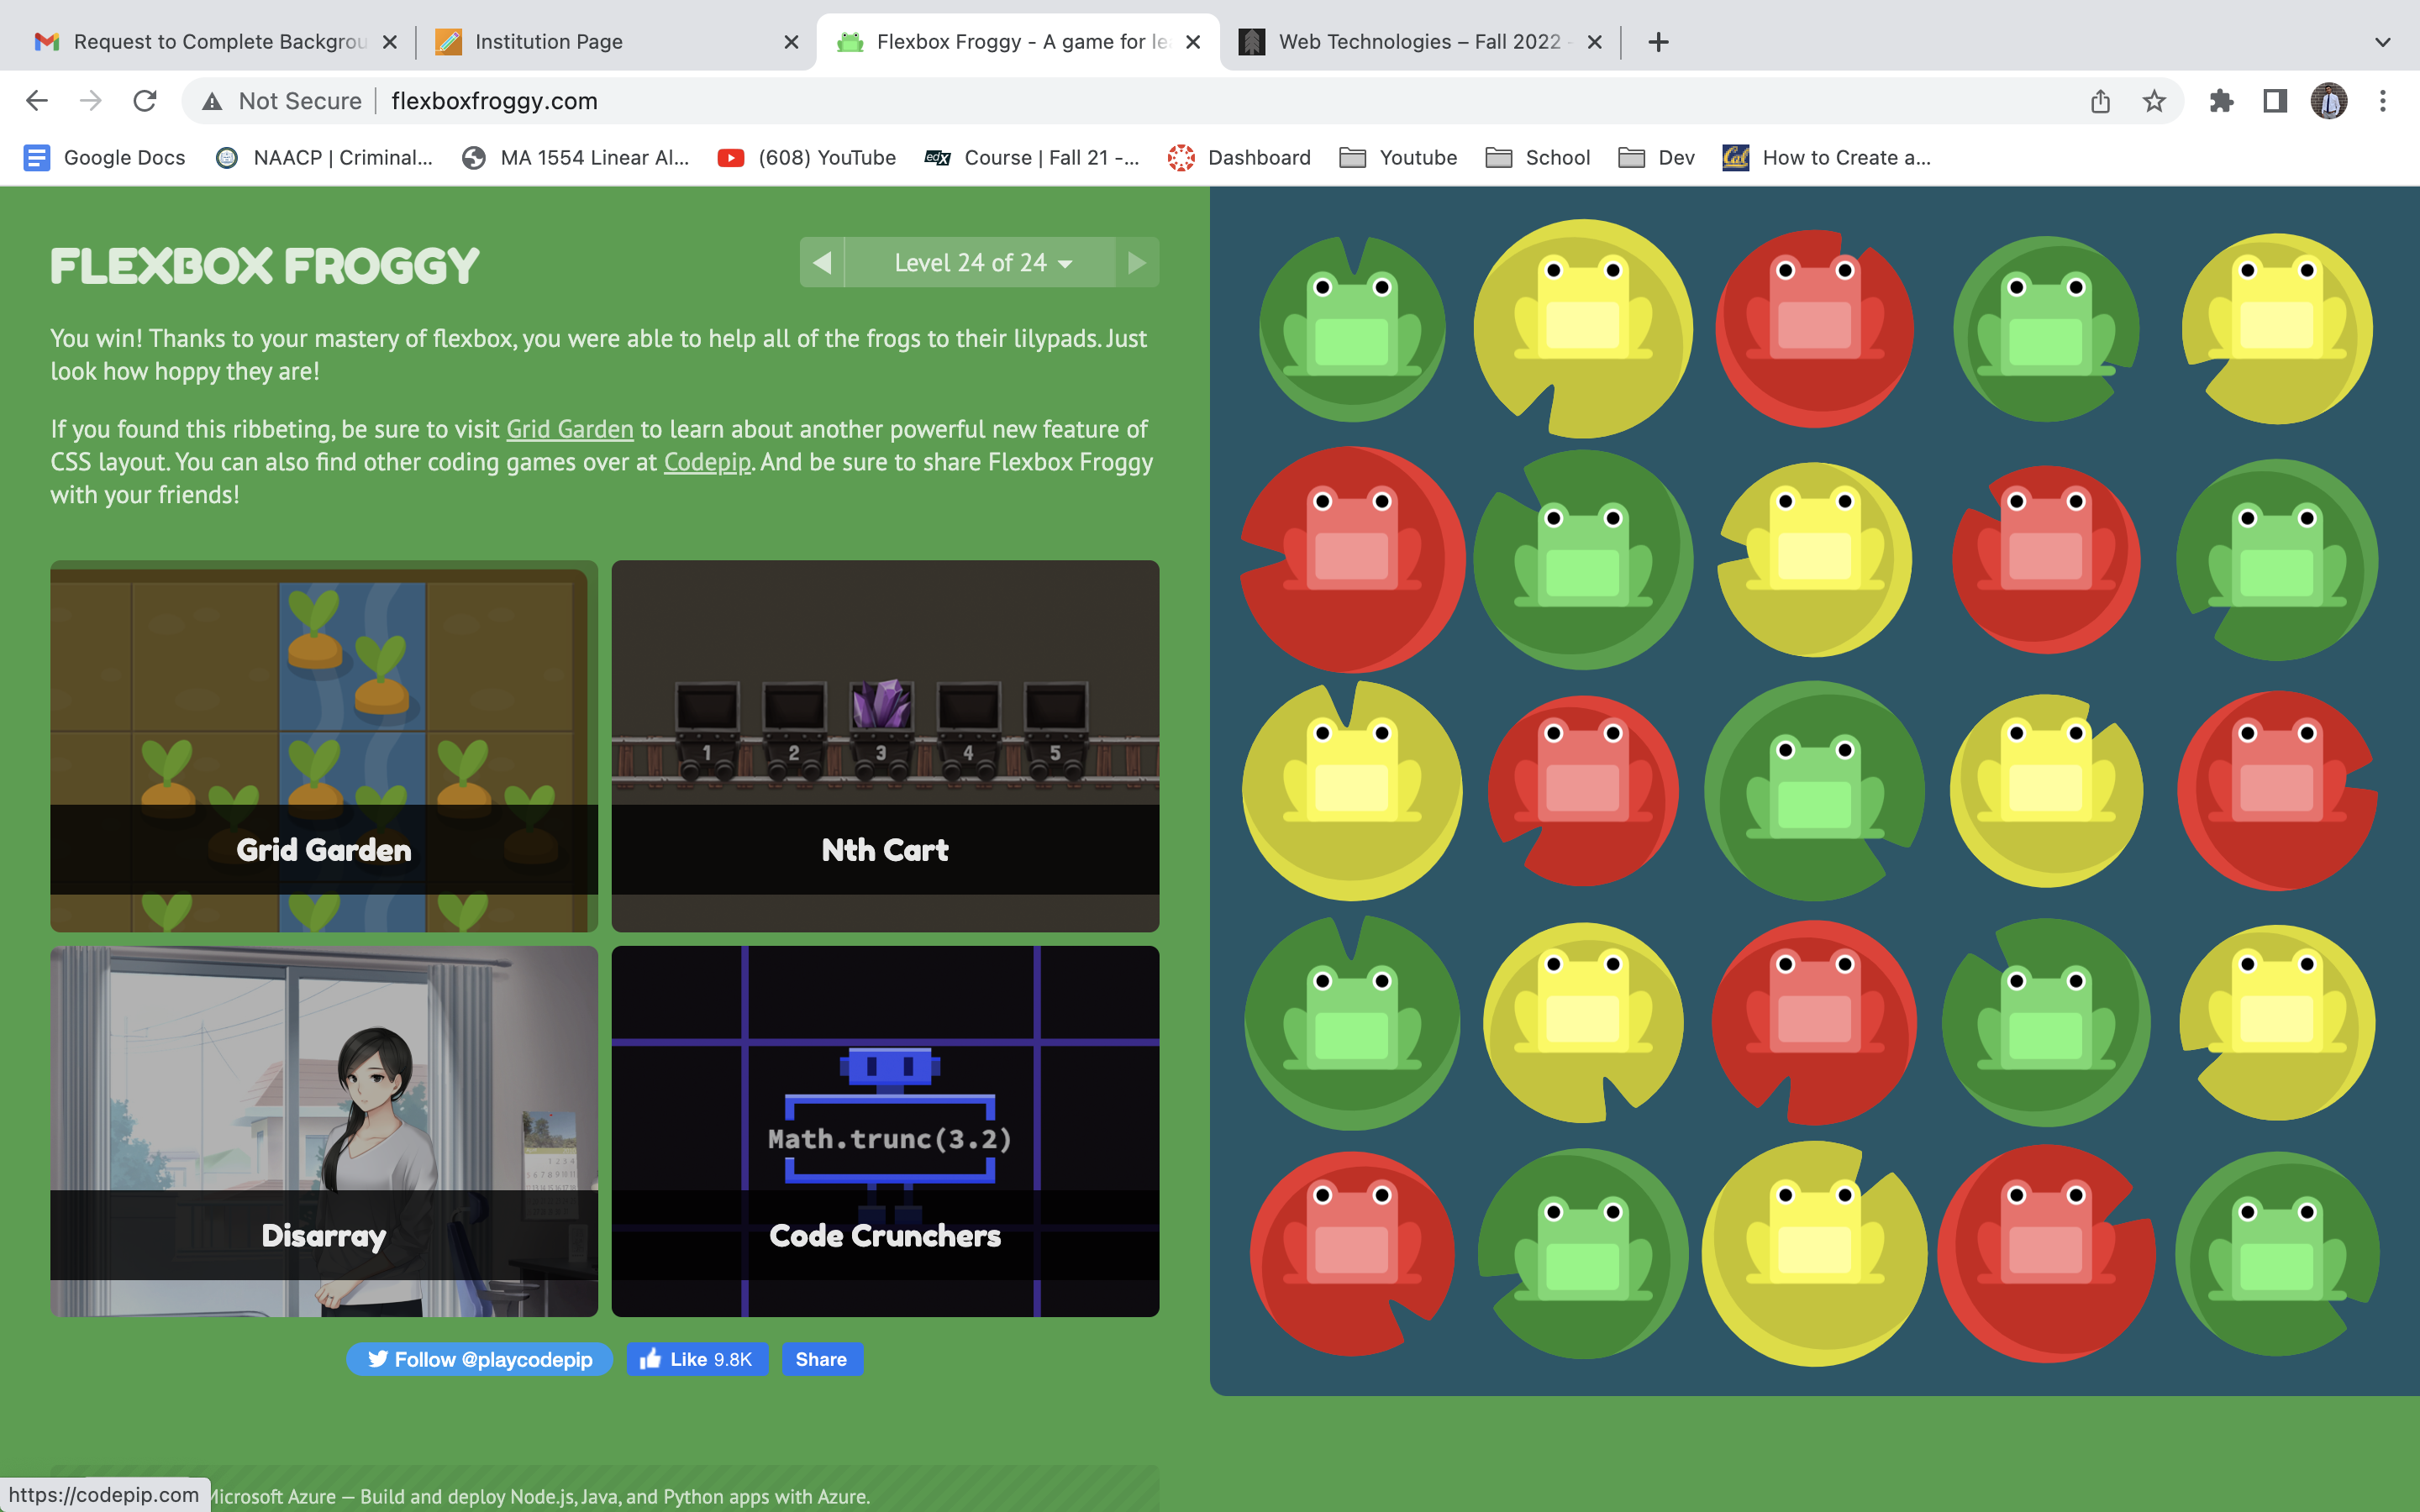 Request to Complete Backgrou
Institution Page
Flexbox Froggy - A game for le
Web Technologies – Fall 2022 -
Not Secure
flexboxfroggy.com
Google Docs
NAACP | Criminal...
MA 1554 Linear Al...
(608) YouTube
edX
Course | Fall 21 -...
Dashboard
Youtube
School
Dev
Cal
How to Create a...
FLEXBOX FROGGY
Level 24 of 24
You win! Thanks to your mastery of flexbox, you were able to help all of the frogs to their lilypads. Just
look how hoppy they are!
If you found this ribbeting, be sure to visit Grid Garden to learn about another powerful new feature of
CSS layout. You can also find other coding games over at Codepip. And be sure to share Flexbox Froggy
with your friends!
Grid Garden
1 2 3 4 5
Nth Cart
Disarray
Math.trunc(3.2)
Code Crunchers
Follow @playcodepip
Like 9.8K
Share
https://codepip.com
Microsoft Azure — Build and deploy Node.js, Java, and Python apps with Azure.